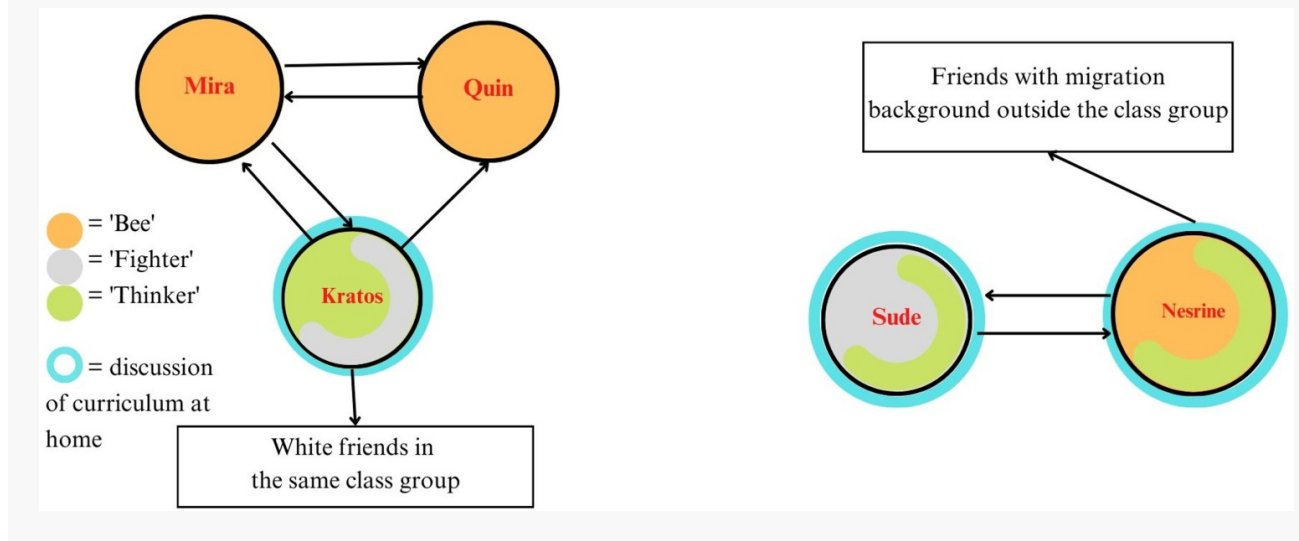 Mira
Quin
Friends with migration
background outside the class group
= 'Bee'
= 'Fighter'
= 'Thinker'
= discussion
of curriculum at
home
Kratos
Sude
Nesrine
White friends in
the same class group